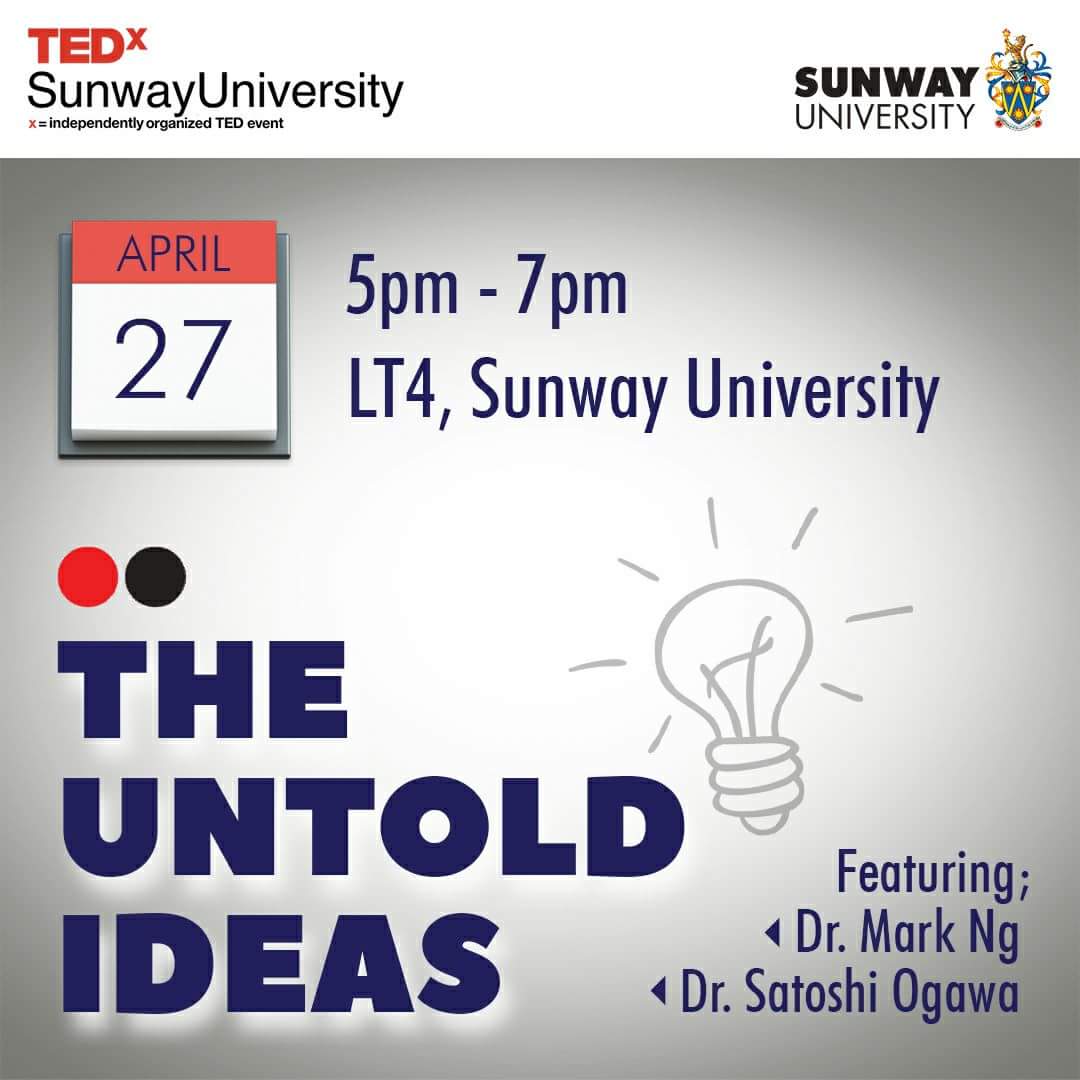 TEDx
SunwayUniversity
x = independently organized TED event
SUNWAY
UNIVERSITY
APRIL
27
5pm - 7pm
LT4, Sunway University
THE
UNTOLD
IDEAS
Featuring;
Dr. Mark Ng
Dr. Satoshi Ogawa